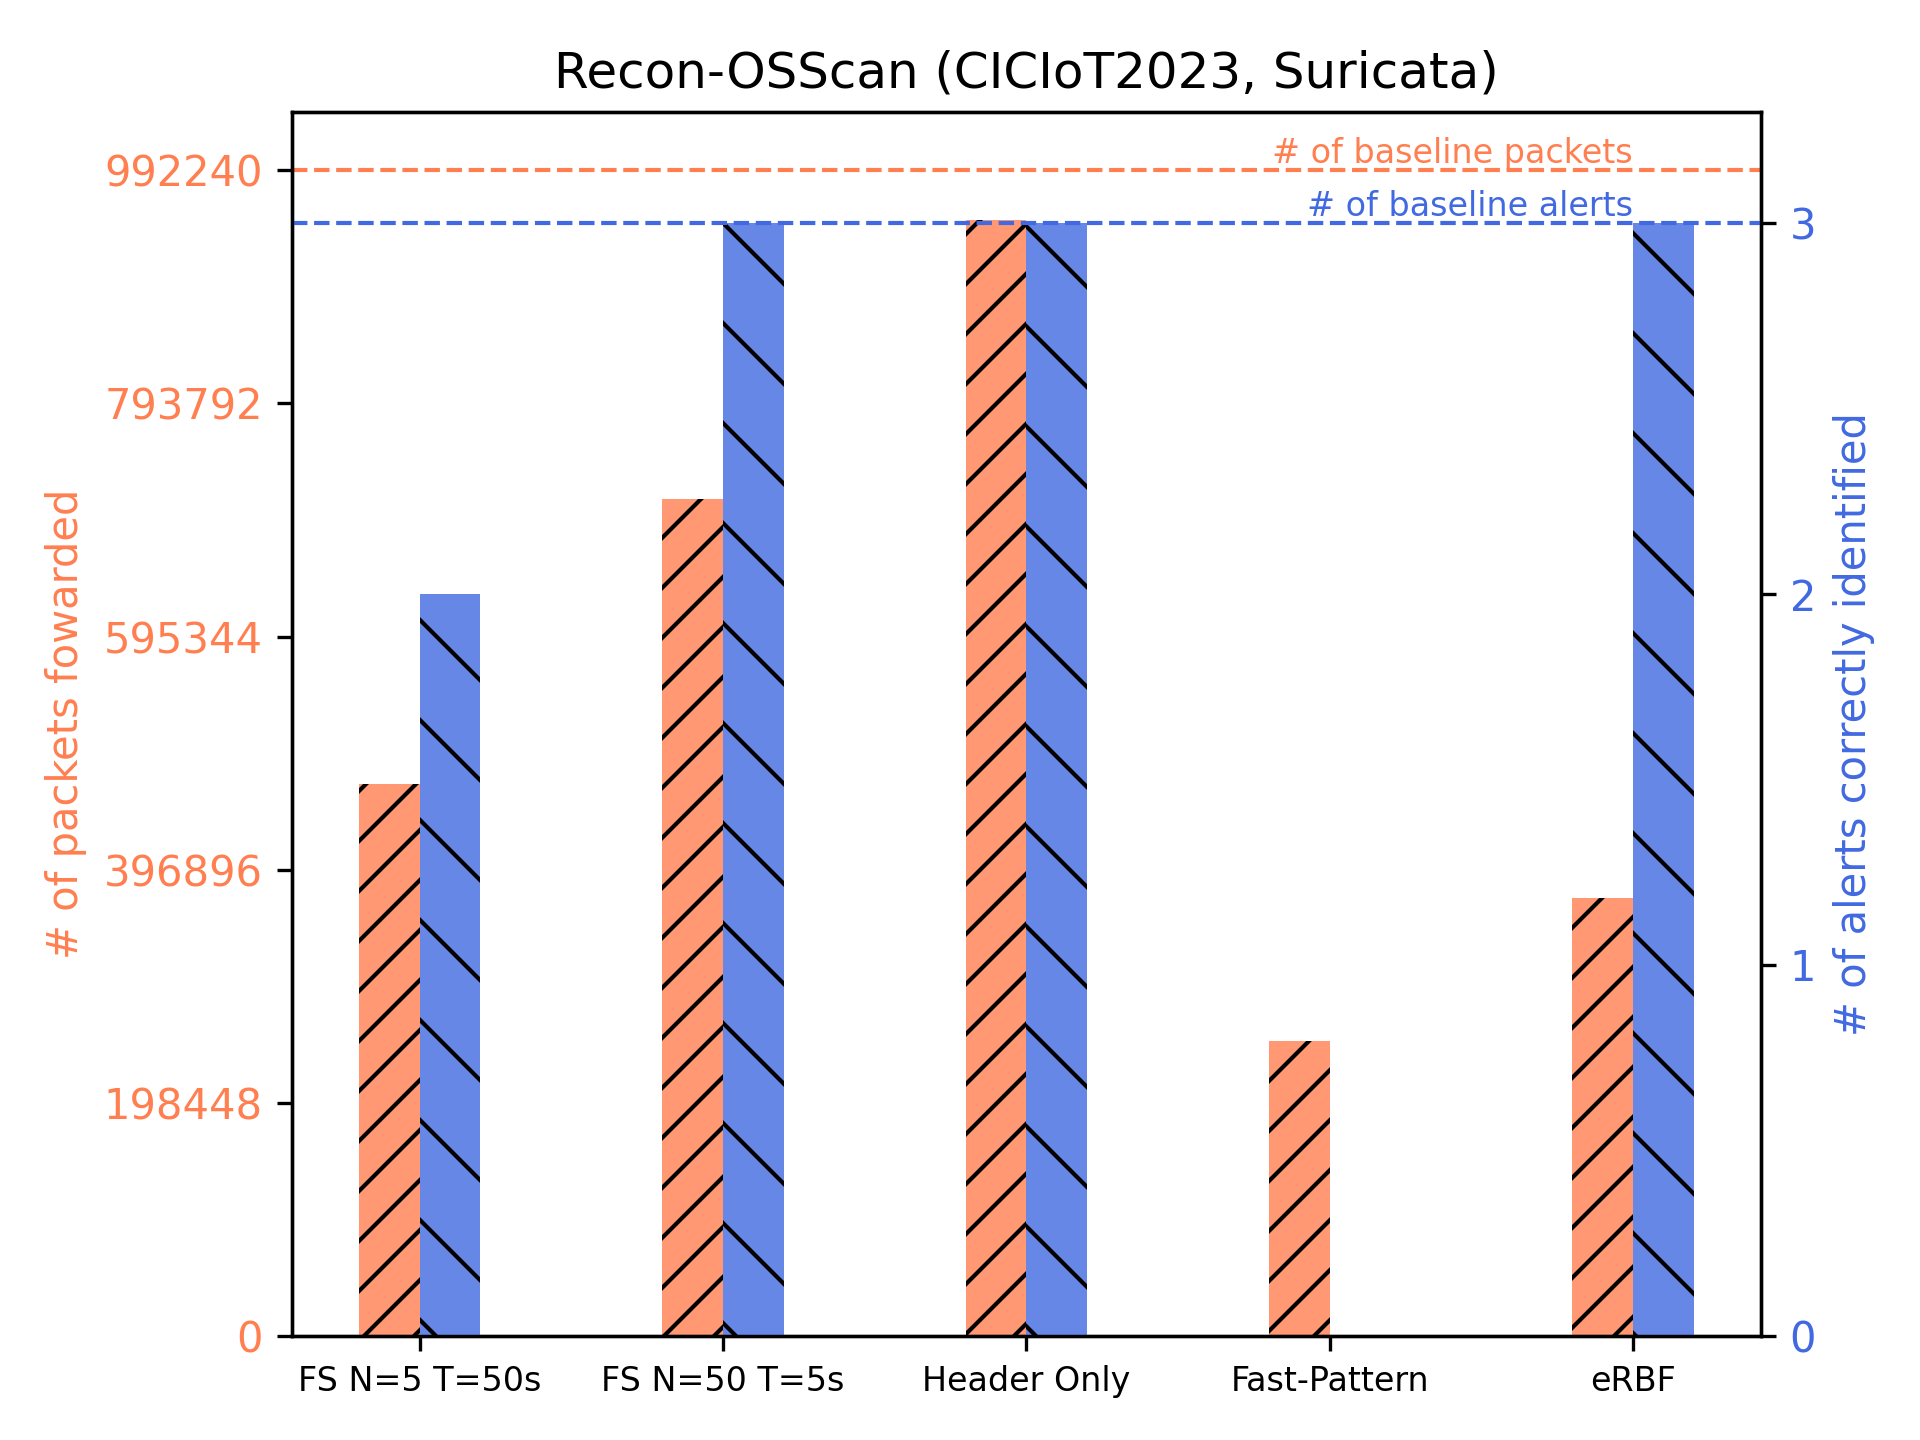 Recon-OSScan (CICIoT2023, Suricata)
# of baseline packets
# of baseline alerts
992240
793792
595344
396896
198448
0
# of packets fowarded
3
2
1
0
# of alerts correctly identified
FS N=5 T=50s
FS N=50 T=5s
Header Only
Fast-Pattern
eRBF